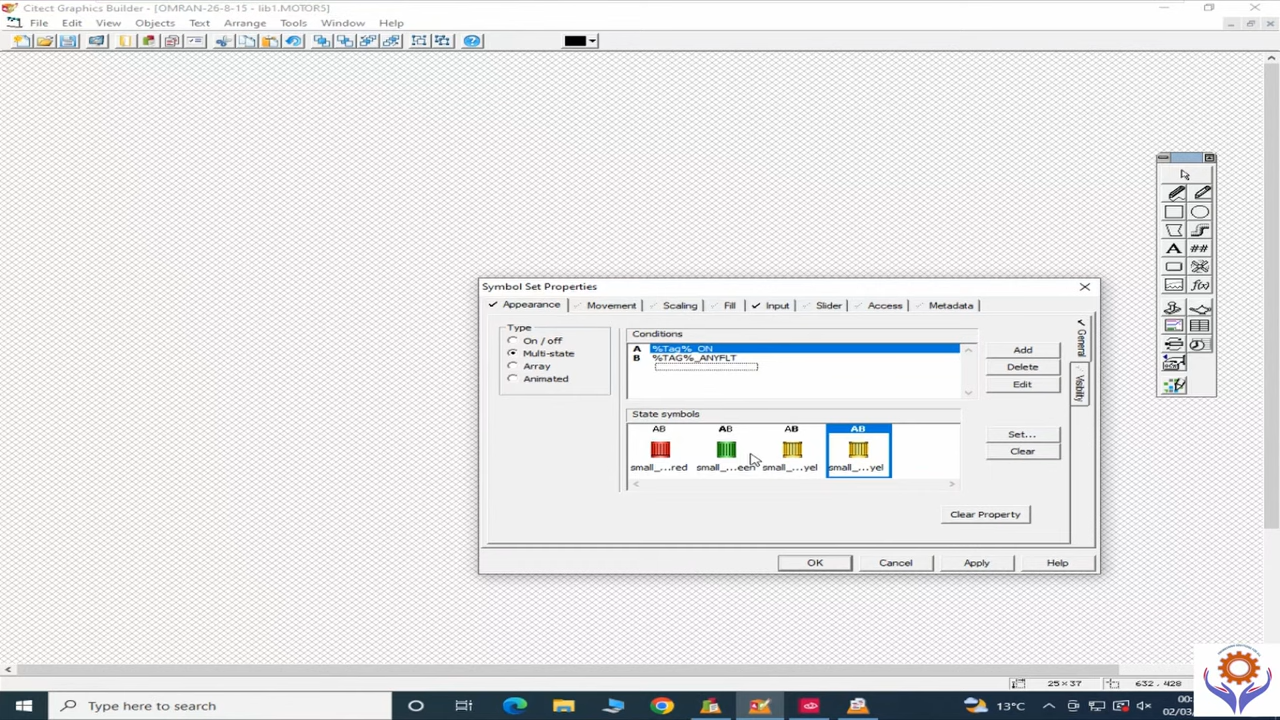 Citect Graphics Builder - [OMRAN-26-8-15 - lib1.MOTOR5]
File Edit View Objects Text Arrange Tools Window Help
A ##
f(x)
Symbol Set Properties
Appearance Movement Scaling Fill Input Slider Access Metadata
General
Visibility
Type
On / off
Multi-state
Array
Animated
Conditions
A %Tag%_ON
B %TAG%_ANYFLT
Add
Delete
Edit
State symbols
AB AB AB AB
small_...red small_...een small_...yel small_...yel
Set...
Clear
Clear Property
OK Cancel Apply Help
25 × 37 632 , 428
Type here to search
13°C
00:
02/03/